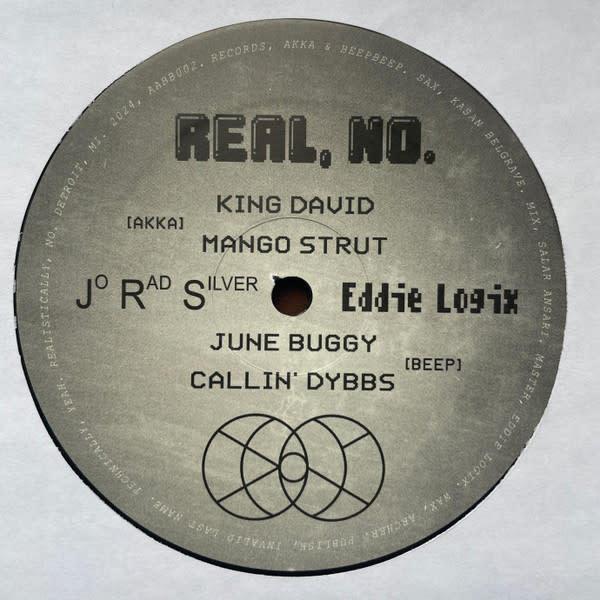 REAL, NO.
KING DAVID
[AKKA]
MANGO STRUT
JO RAD SILVER
Eddie Logix
JUNE BUGGY
[BEEP]
CALLIN' DYBBS
TECHNICALLY, YEAH. REALISTICALLY, NO. DETROIT, MI. 2024, AABB002. RECORDS, AKKA & BEEPBEEP. SAX, KASAN BELGRAVE. MIX, SALAR ANSARI. MASTER, EDDIE LOGIX. WAX, ARCHER. PUBLISH, INVALID LAST NAME.